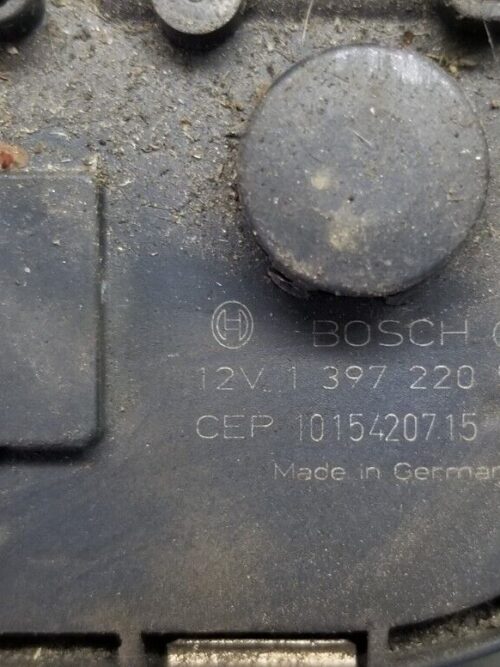 BOSCH
12V 1 397 220
CEP 1015420715
Made in German